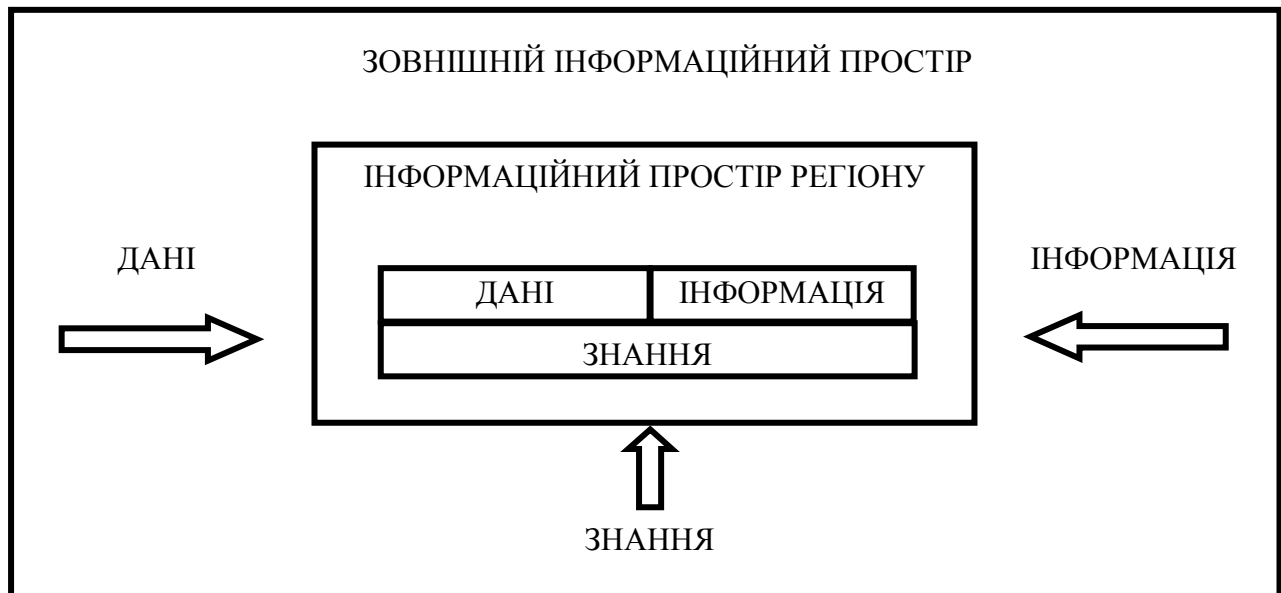 ЗОВНІШНІЙ ІНФОРМАЦІЙНИЙ ПРОСТІР
ІНФОРМАЦІЙНИЙ ПРОСТІР РЕГІОНУ
ДАНІ
ІНФОРМАЦІЯ
ДАНІ
ІНФОРМАЦІЯ
ЗНАННЯ
ЗНАННЯ